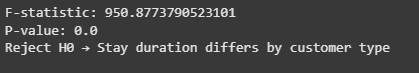 F-statistic: 950.8773790523101
P-value: 0.0
Reject H0 → Stay duration differs by customer type